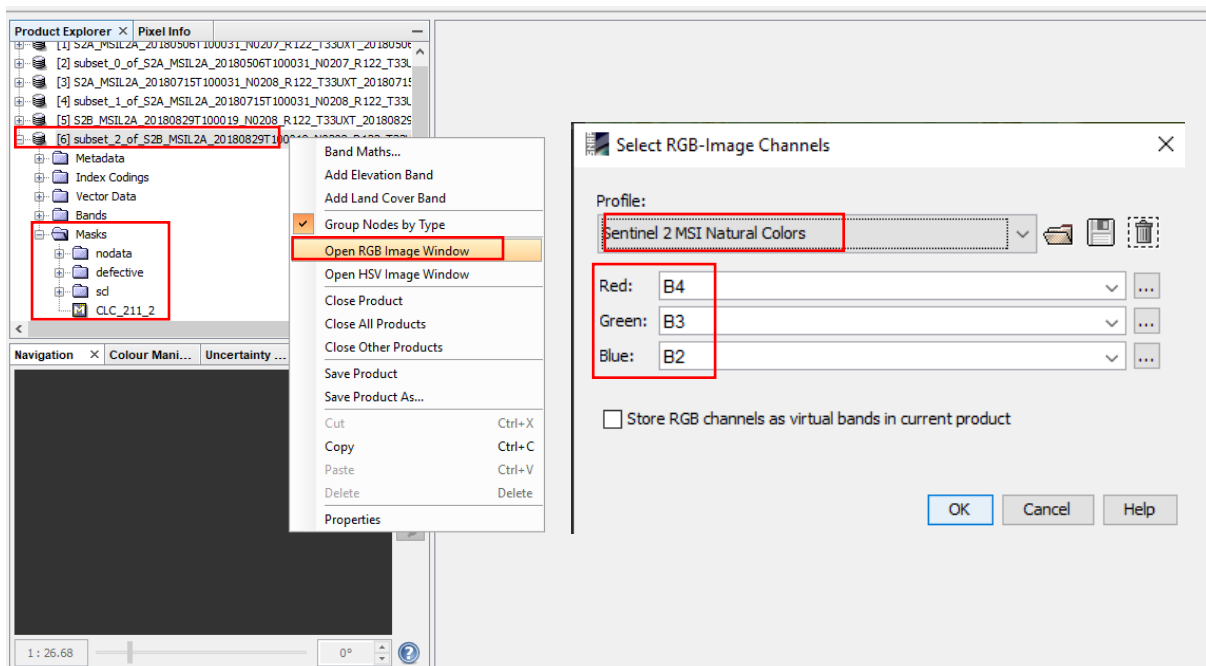 Product Explorer × Pixel Info
[1] S2A_MSIL2A_20180506T100031_N0207_R122_T33UXT_20180506
[2] subset_0_of_S2A_MSIL2A_20180506T100031_N0207_R122_T33U
[3] S2A_MSIL2A_20180715T100031_N0208_R122_T33UXT_2018071
[4] subset_1_of_S2A_MSIL2A_20180715T100031_N0208_R122_T33U
[5] S2B_MSIL2A_20180829T100019_N0208_R122_T33UXT_20180829
[6] subset_2_of_S2B_MSIL2A_20180829T100019_N0208_R122_T33U
Metadata
Index Codings
Vector Data
Bands
Masks
nodata
defective
scl
CLC_211_2
Navigation × Colour Mani... Uncertainty ...
1 : 26.68
0°
Band Maths...
Add Elevation Band
Add Land Cover Band
Group Nodes by Type
Open RGB Image Window
Open HSV Image Window
Close Product
Close All Products
Close Other Products
Save Product
Save Product As...
Cut Ctrl+X
Copy Ctrl+C
Paste Ctrl+V
Delete Delete
Properties
Select RGB-Image Channels
Profile:
Sentinel 2 MSI Natural Colors
Red: B4 ...
Green: B3 ...
Blue: B2 ...
Store RGB channels as virtual bands in current product
OK Cancel Help